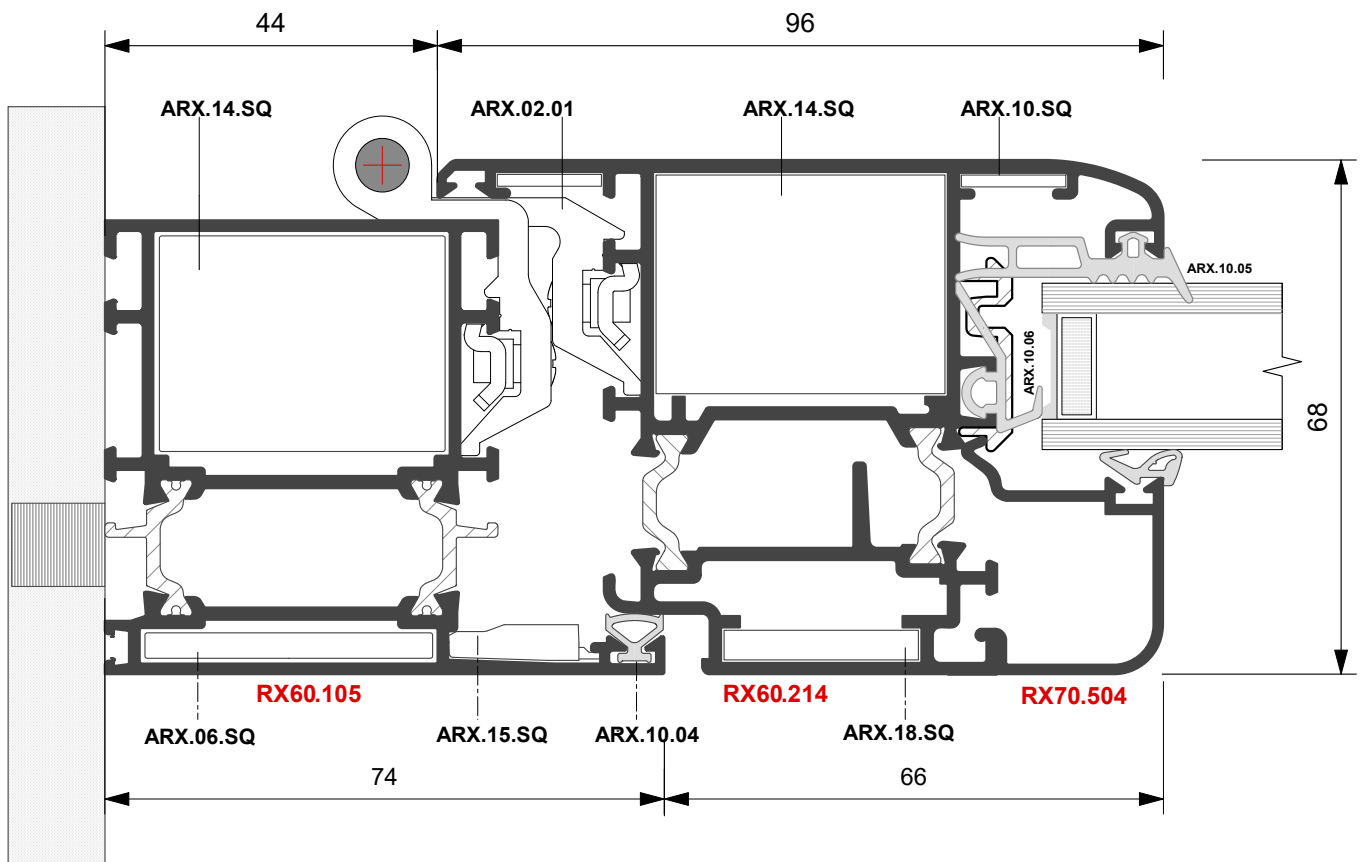 44
96
ARX.14.SQ
ARX.02.01
ARX.14.SQ
ARX.10.SQ
ARX.10.05
ARX.10.06
68
RX60.105
RX60.214
RX70.504
ARX.06.SQ
ARX.15.SQ
ARX.10.04
ARX.18.SQ
74
66